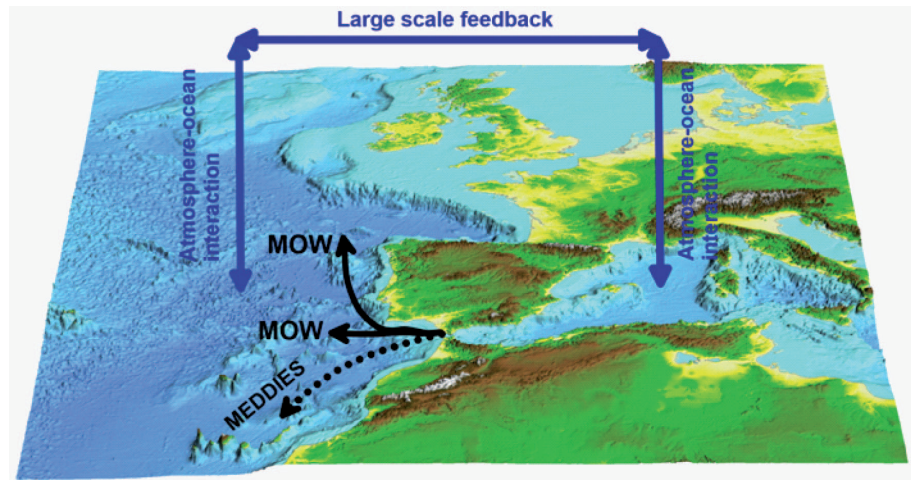 Large scale feedback
Atmosphere-ocean
interaction
Atmosphere-ocean
interaction
MOW
MOW
MEDDIES